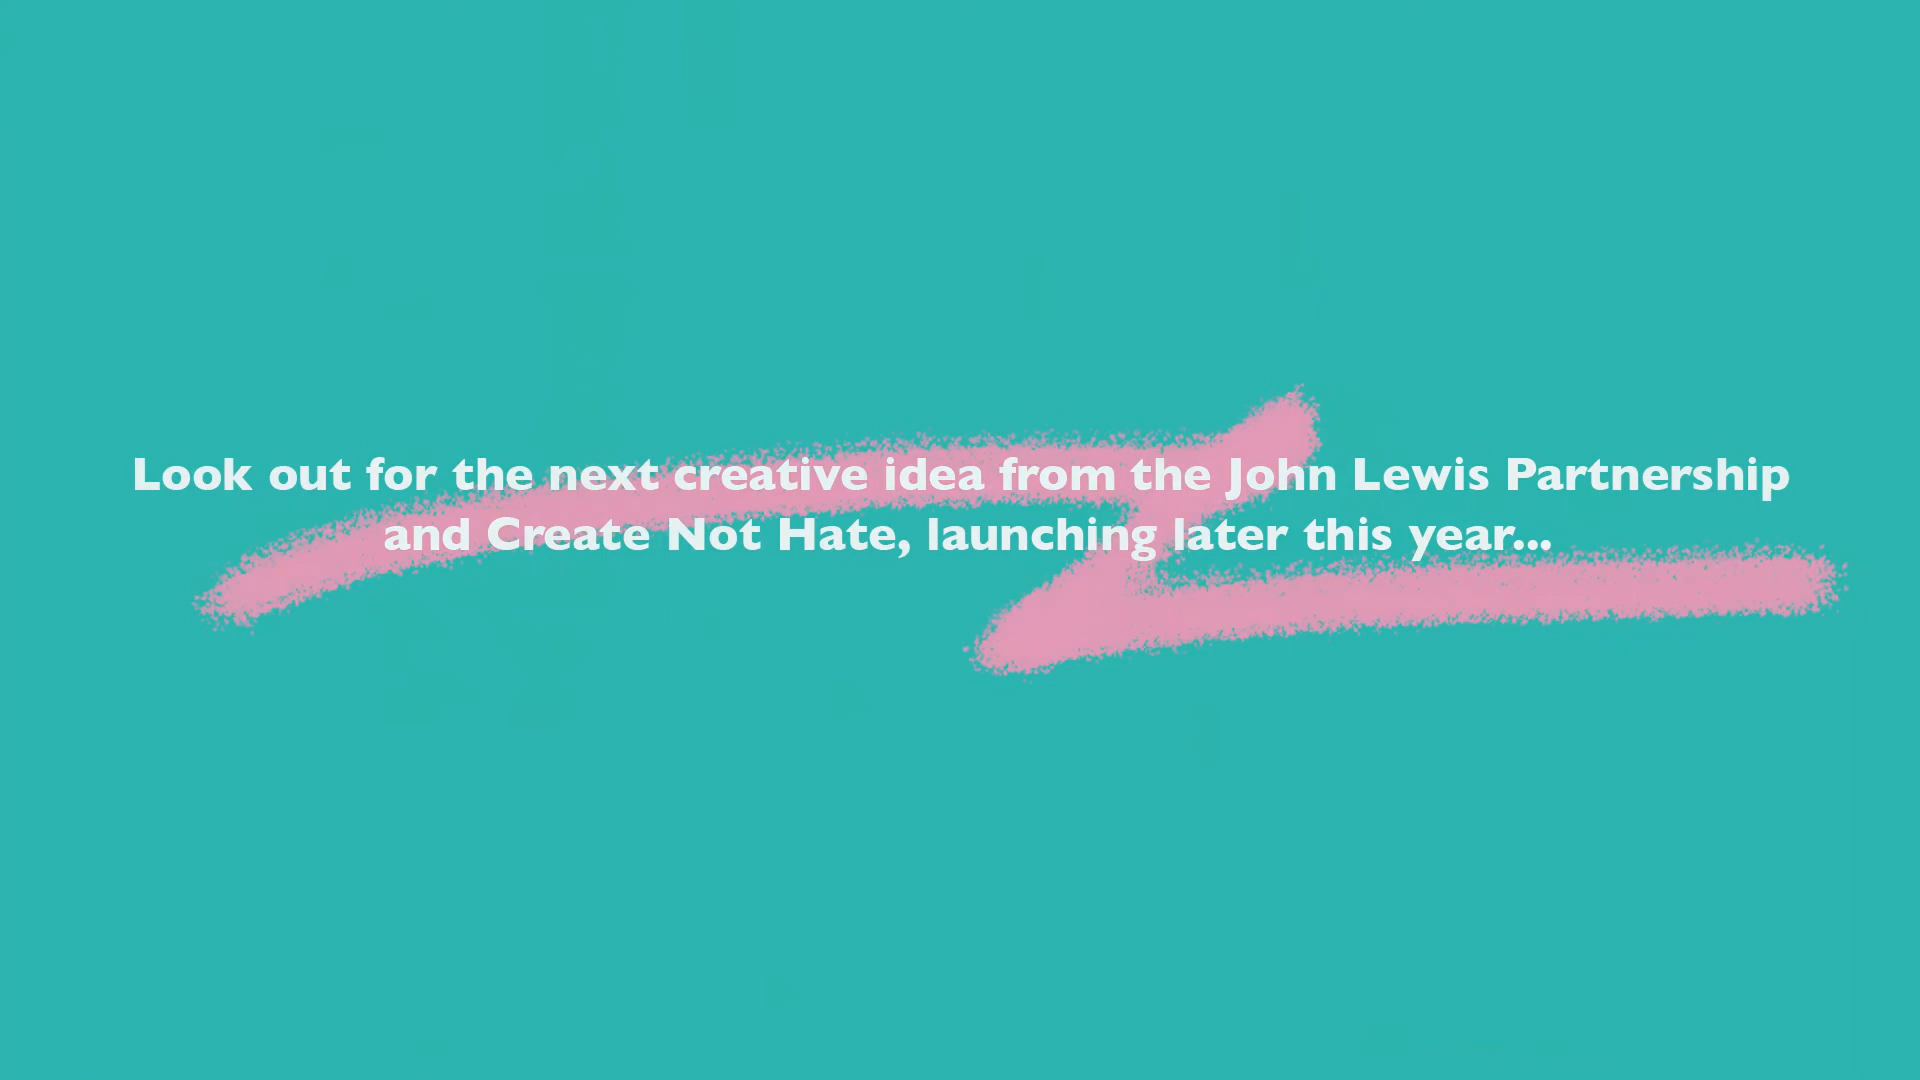 Look out for the next creative idea from the John Lewis Partnership
and Create Not Hate, launching later this year...